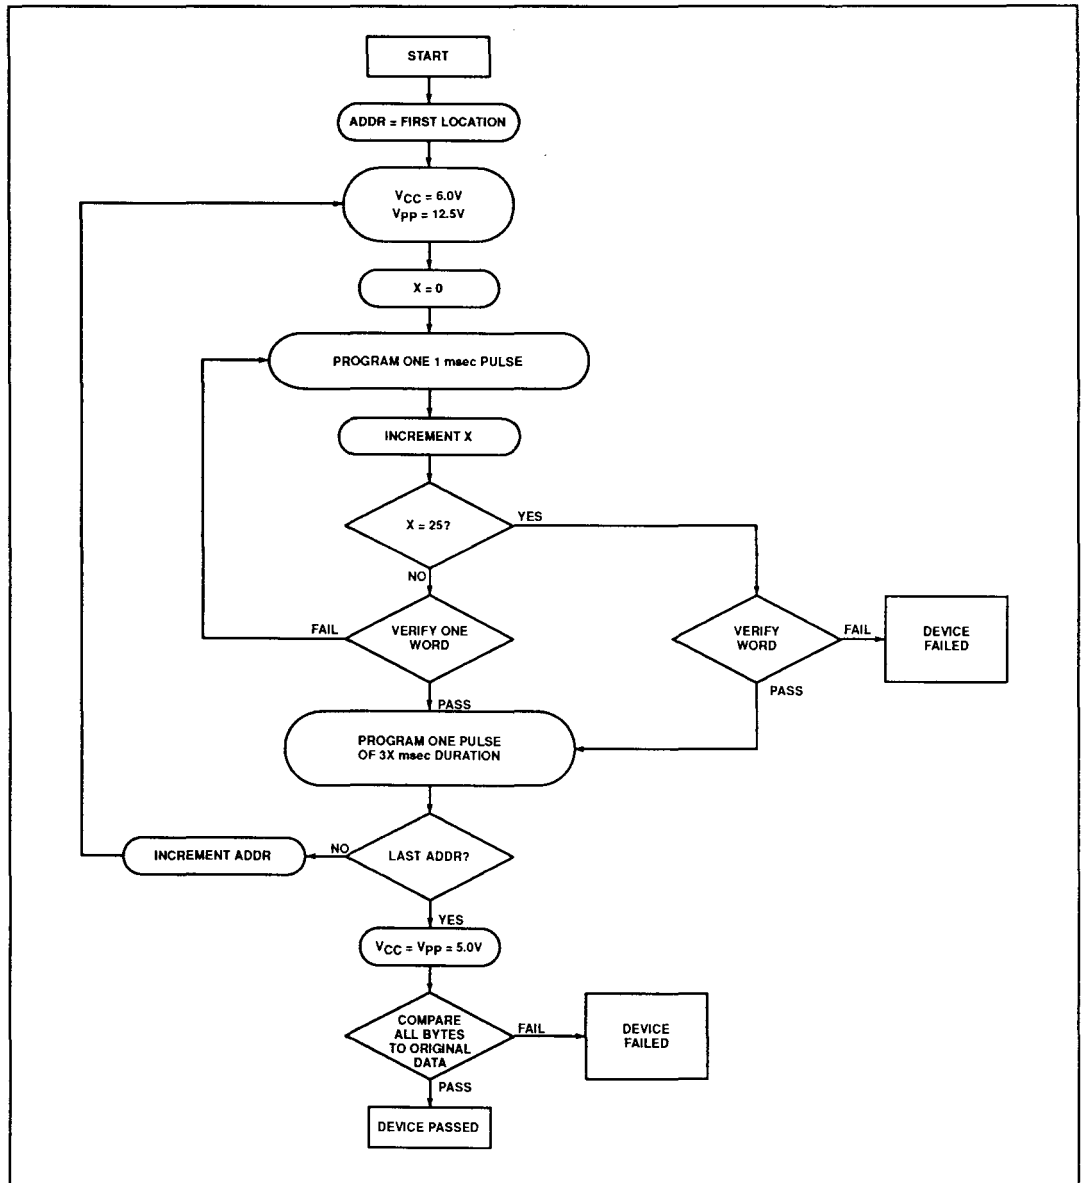 START
ADDR = FIRST LOCATION
VCC = 6.0V
VPP = 12.5V
X = 0
PROGRAM ONE 1 msec PULSE
INCREMENT X
X = 25?
YES
NO
VERIFY ONE
WORD
FAIL
PASS
VERIFY
WORD
FAIL
PASS
DEVICE
FAILED
PROGRAM ONE PULSE
OF 3X msec DURATION
LAST ADDR?
NO
INCREMENT ADDR
YES
VCC = VPP = 5.0V
COMPARE
ALL BYTES
TO ORIGINAL
DATA
FAIL
DEVICE
FAILED
PASS
DEVICE PASSED